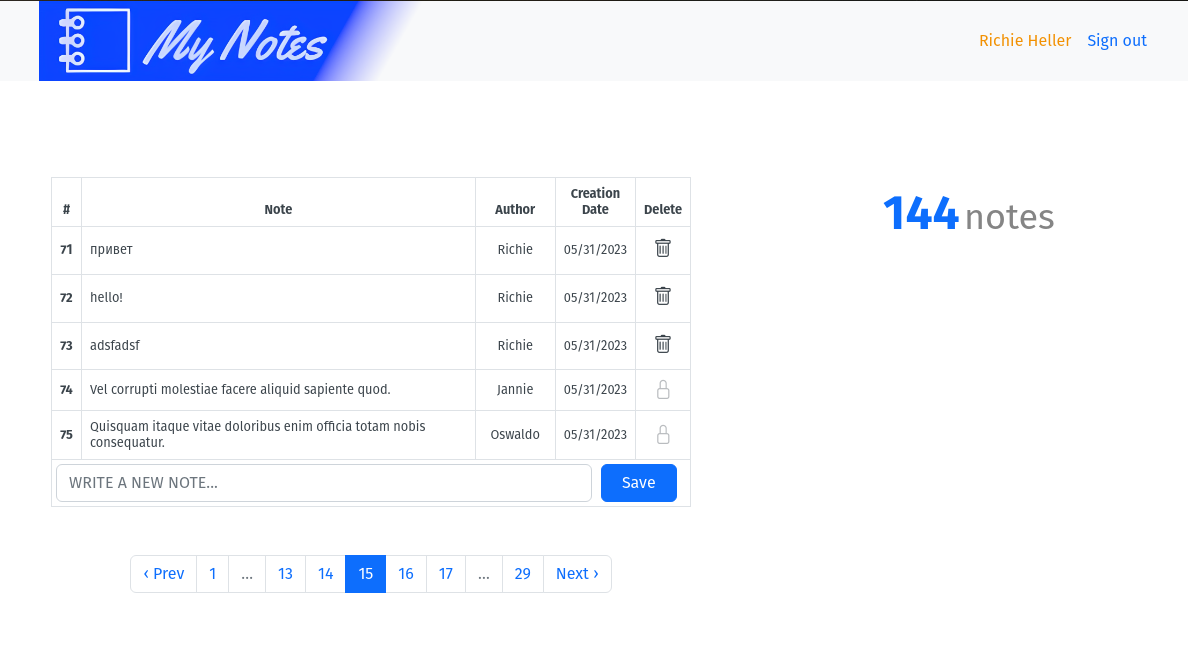 My Notes
Richie Heller Sign out
144 notes
# Note Author Creation Date Delete
71 привет Richie 05/31/2023
72 hello! Richie 05/31/2023
73 adsfadsf Richie 05/31/2023
74 Vel corrupti molestiae facere aliquid sapiente quod. Jannie 05/31/2023
75 Quisquam itaque vitae doloribus enim officia totam nobis
consequatur. Oswaldo 05/31/2023
WRITE A NEW NOTE... Save
‹ Prev 1 ... 13 14 15 16 17 ... 29 Next ›